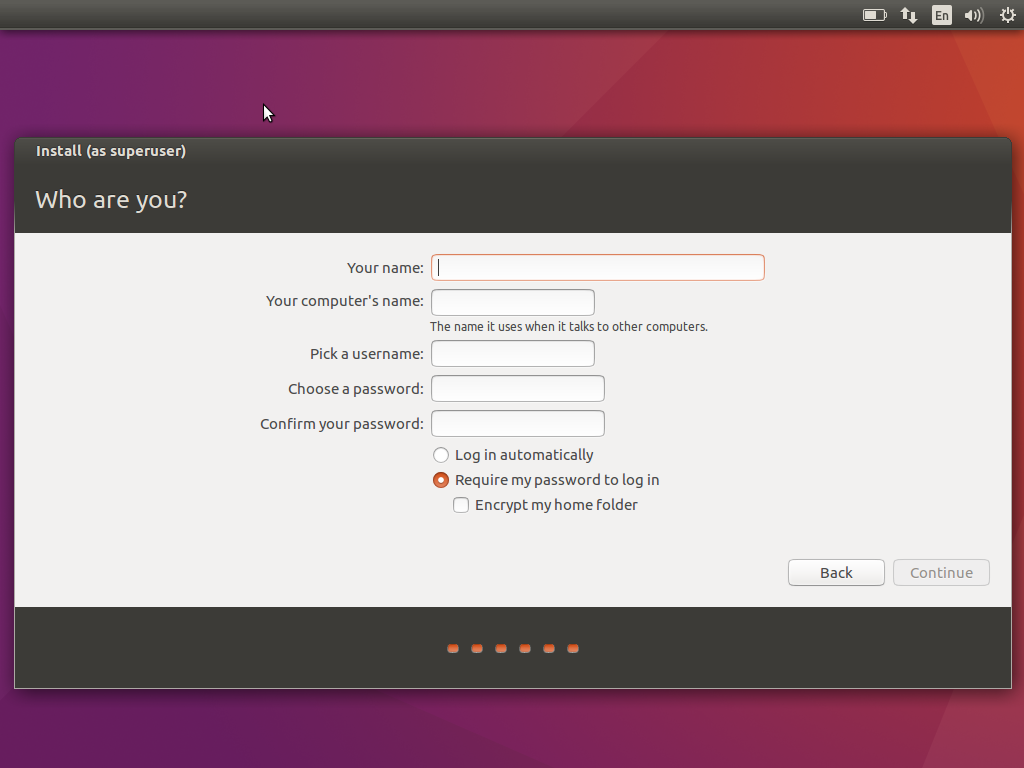 En
Install (as superuser)
Who are you?
Your name:
Your computer's name:
The name it uses when it talks to other computers.
Pick a username:
Choose a password:
Confirm your password:
Log in automatically
Require my password to log in
Encrypt my home folder
Back Continue